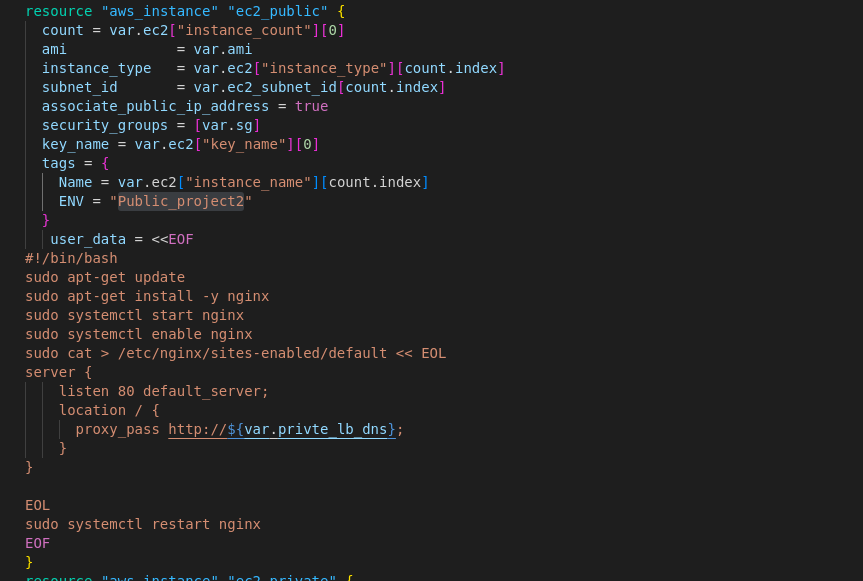 resource "aws_instance" "ec2_public" {
  count = var.ec2["instance_count"][0]
  ami             = var.ami
  instance_type   = var.ec2["instance_type"][count.index]
  subnet_id       = var.ec2_subnet_id[count.index]
  associate_public_ip_address = true
  security_groups = [var.sg]
  key_name = var.ec2["key_name"][0]
  tags = {
    Name = var.ec2["instance_name"][count.index]
    ENV = "Public_project2"
  }
   user_data = <<EOF
#!/bin/bash
sudo apt-get update
sudo apt-get install -y nginx
sudo systemctl start nginx
sudo systemctl enable nginx
sudo cat > /etc/nginx/sites-enabled/default << EOL
server {
    listen 80 default_server;
    location / {
      proxy_pass http://${var.privte_lb_dns};
    }
}

EOL
sudo systemctl restart nginx
EOF
}
resource "aws_instance" "ec2_private" {